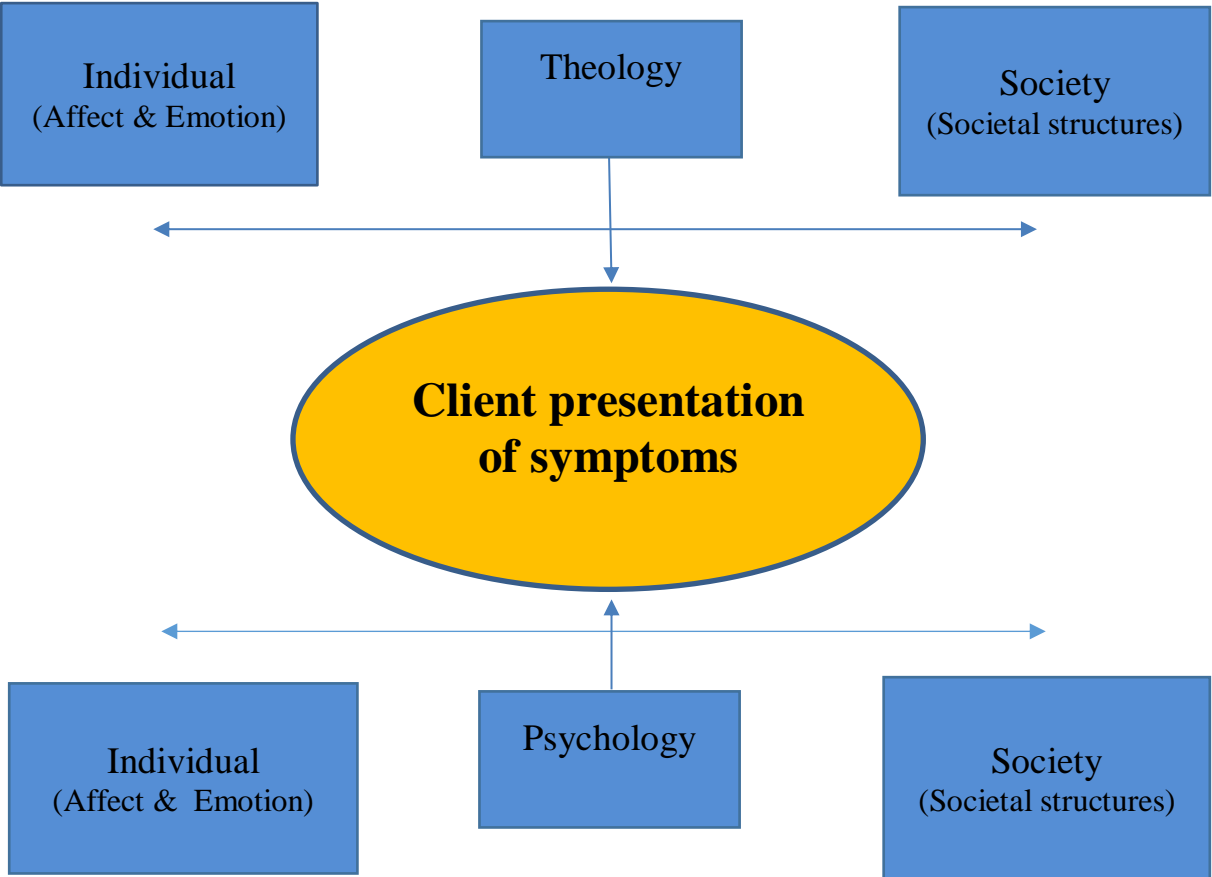 Individual
(Affect & Emotion)
Theology
Society
(Societal structures)
Client presentation
of symptoms
Individual
(Affect &  Emotion)
Psychology
Society
(Societal structures)